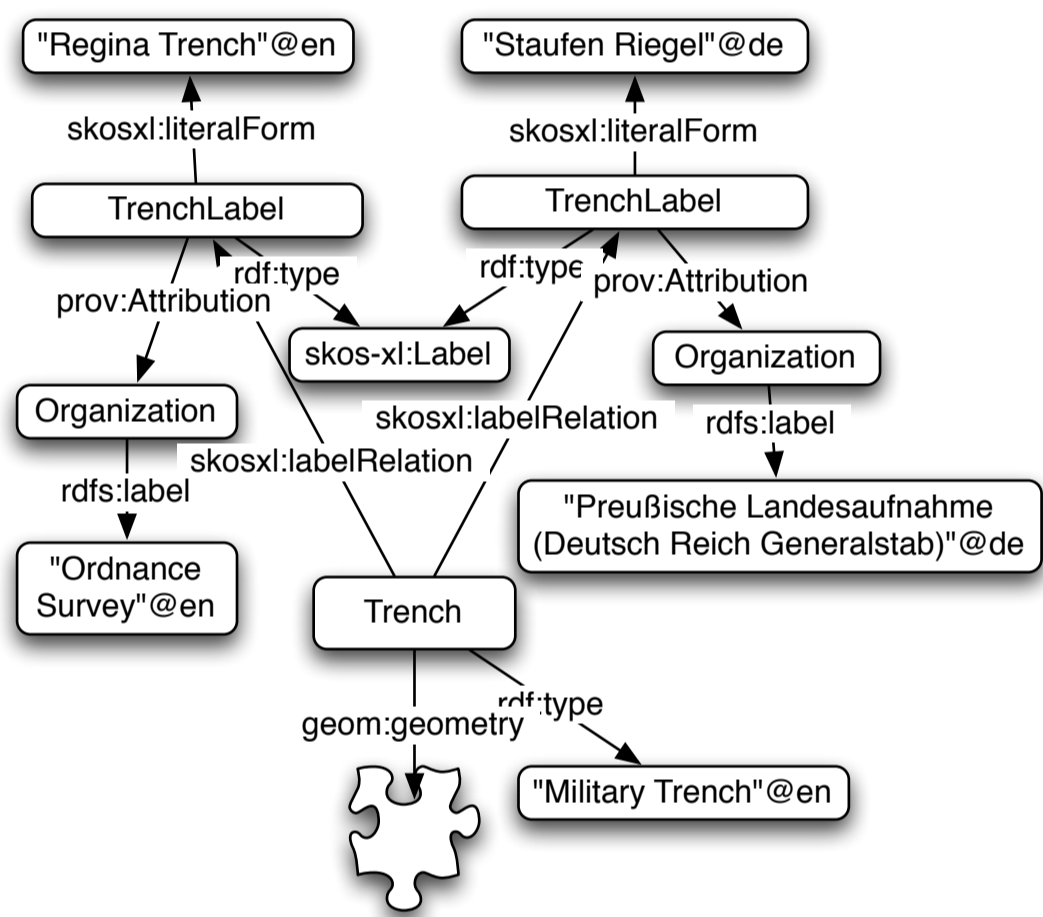 "Regina Trench"@en
"Staufen Riegel"@de
skosxl:literalForm
skosxl:literalForm
TrenchLabel
TrenchLabel
rdf:type
rdf:type
prov:Attribution
prov:Attribution
skos-xl:Label
Organization
Organization
skosxl:labelRelation
rdfs:label
skosxl:labelRelation
rdfs:label
"Preußische Landesaufnahme
(Deutsch Reich Generalstab)"@de
"Ordnance
Survey"@en
Trench
rdf:type
geom:geometry
"Military Trench"@en